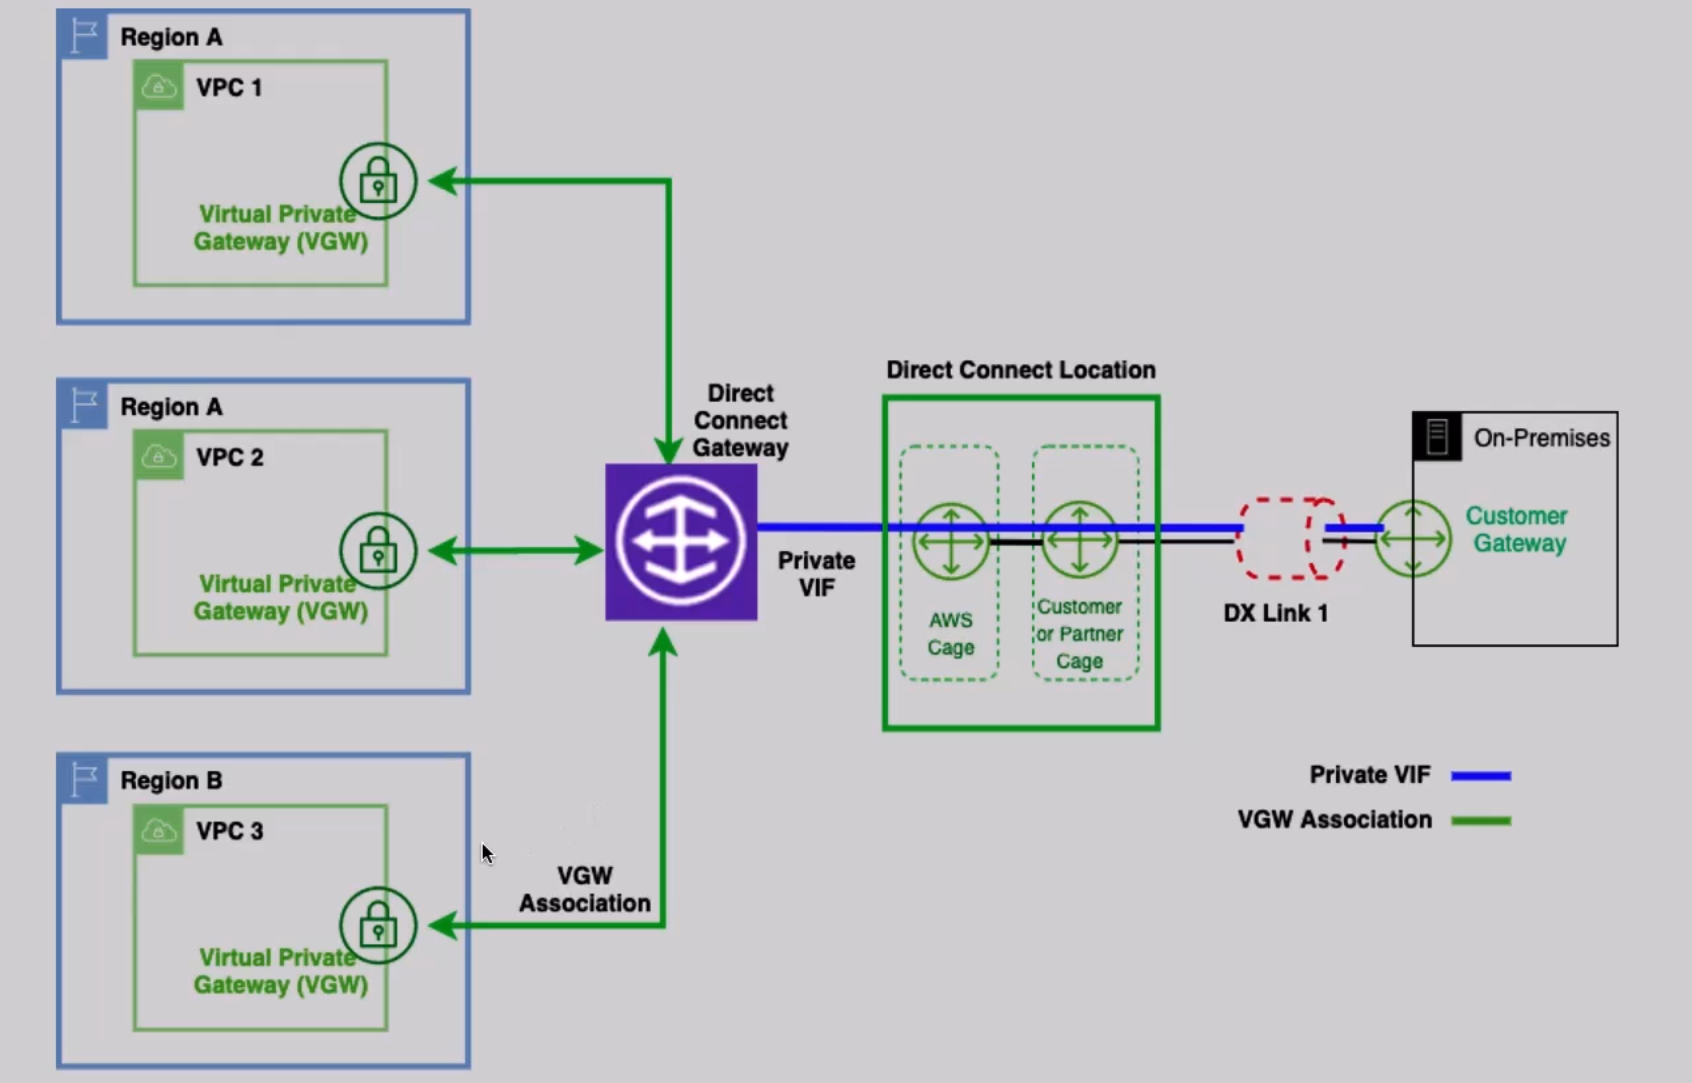 Region A
VPC 1
Virtual Private
Gateway (VGW)
Region A
VPC 2
Virtual Private
Gateway (VGW)
Region B
VPC 3
Virtual Private
Gateway (VGW)
VGW
Association
Direct
Connect
Gateway
Private
VIF
Direct Connect Location
AWS
Cage
Customer
or Partner
Cage
DX Link 1
On-Premises
Customer
Gateway
Private VIF
VGW Association